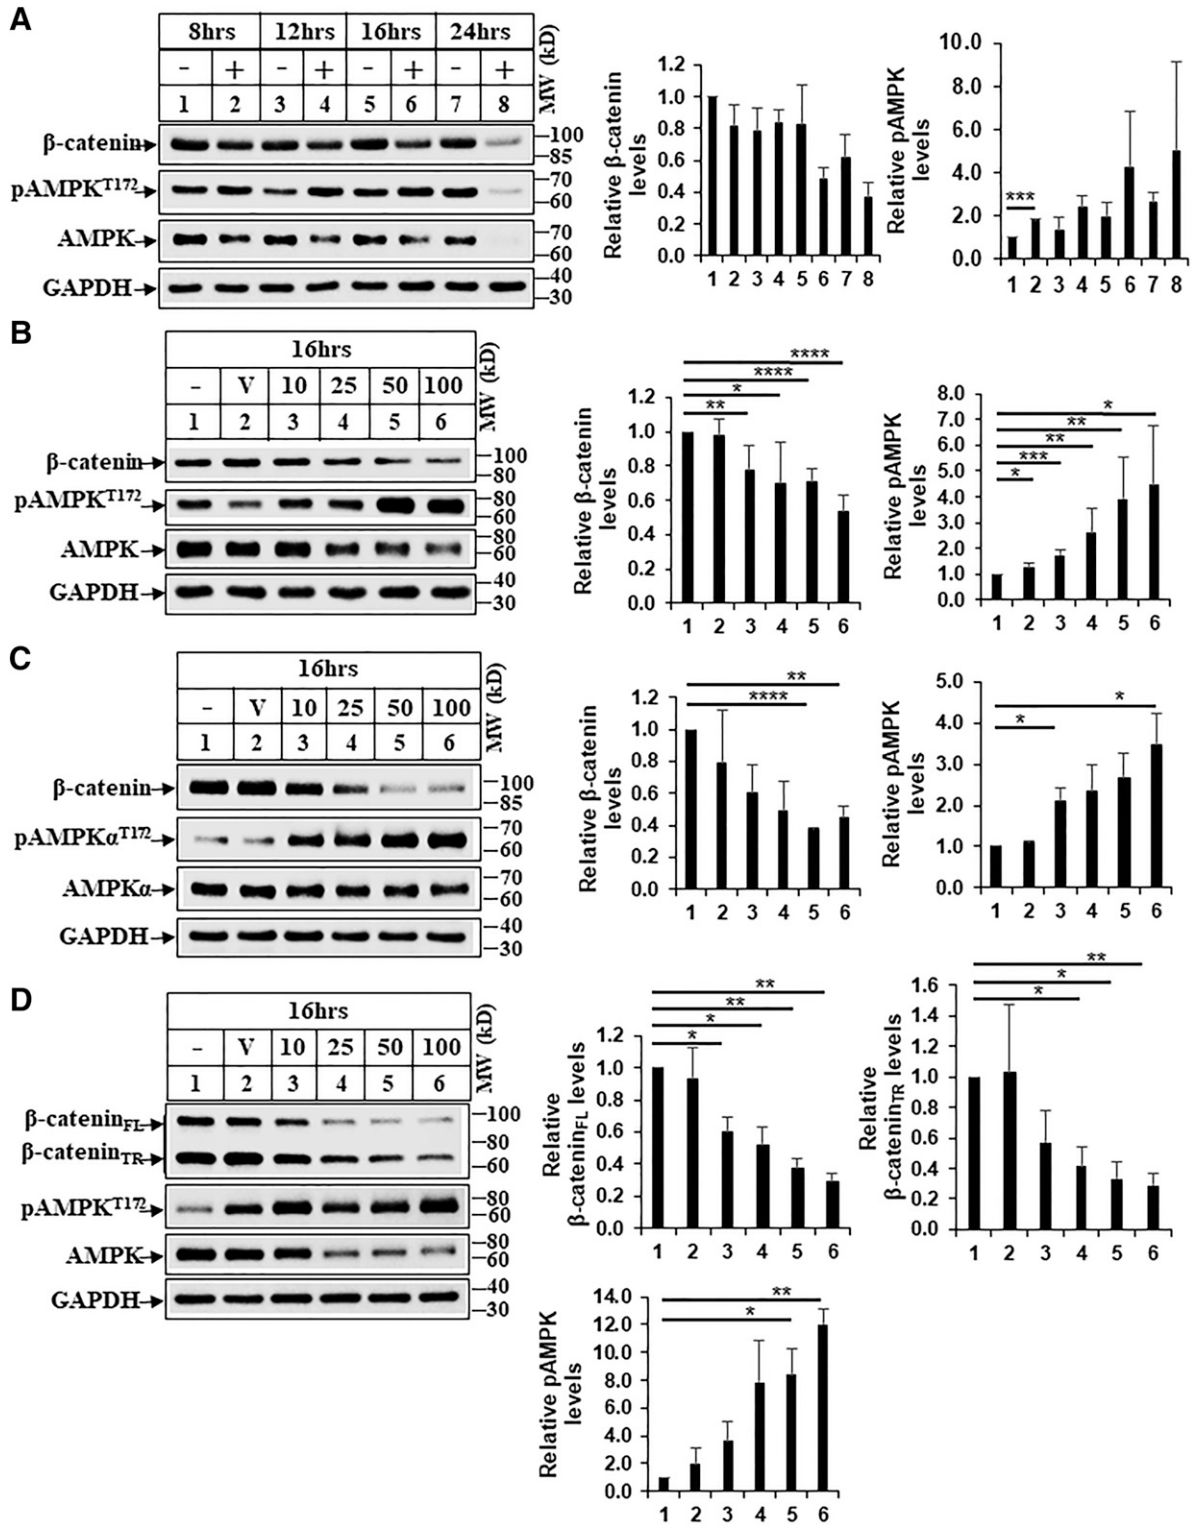 A
8hrs 12hrs 16hrs 24hrs
– + – + – + – +
1 2 3 4 5 6 7 8
MW (kD)
β-catenin
100
85
pAMPK^T172
70
60
AMPK
70
60
GAPDH
40
30
Relative β-catenin
levels
1.2
1.0
0.8
0.6
0.4
0.2
0.0
1 2 3 4 5 6 7 8
Relative pAMPK
levels
10.0
8.0
6.0
4.0
2.0
0.0
***
1 2 3 4 5 6 7 8
B
16hrs
– V 10 25 50 100
1 2 3 4 5 6
MW (kD)
β-catenin
100
80
pAMPK^T172
80
60
AMPK
80
60
GAPDH
40
30
Relative β-catenin
levels
****
****
*
**
1.2
1.0
0.8
0.6
0.4
0.2
0.0
1 2 3 4 5 6
Relative pAMPK
levels
8.0
7.0
6.0
5.0
4.0
3.0
2.0
1.0
0.0
*
**
**
***
*
1 2 3 4 5 6
C
16hrs
– V 10 25 50 100
1 2 3 4 5 6
MW (kD)
β-catenin
100
85
pAMPKα^T172
70
60
AMPKα
70
60
GAPDH
40
30
Relative β-catenin
levels
**
****
1.2
1.0
0.8
0.6
0.4
0.2
0.0
1 2 3 4 5 6
Relative pAMPK
levels
5.0
4.0
3.0
2.0
1.0
0.0
*
*
1 2 3 4 5 6
D
16hrs
– V 10 25 50 100
1 2 3 4 5 6
MW (kD)
β-catenin_FL
100
80
β-catenin_TR
60
pAMPK^T172
80
60
AMPK
80
60
GAPDH
40
30
Relative
β-catenin_FL levels
**
**
*
*
1.2
1.0
0.8
0.6
0.4
0.2
0.0
1 2 3 4 5 6
Relative
β-catenin_TR levels
**
*
*
1.6
1.4
1.2
1.0
0.8
0.6
0.4
0.2
0.0
1 2 3 4 5 6
Relative pAMPK
levels
**
*
14.0
12.0
10.0
8.0
6.0
4.0
2.0
0.0
1 2 3 4 5 6